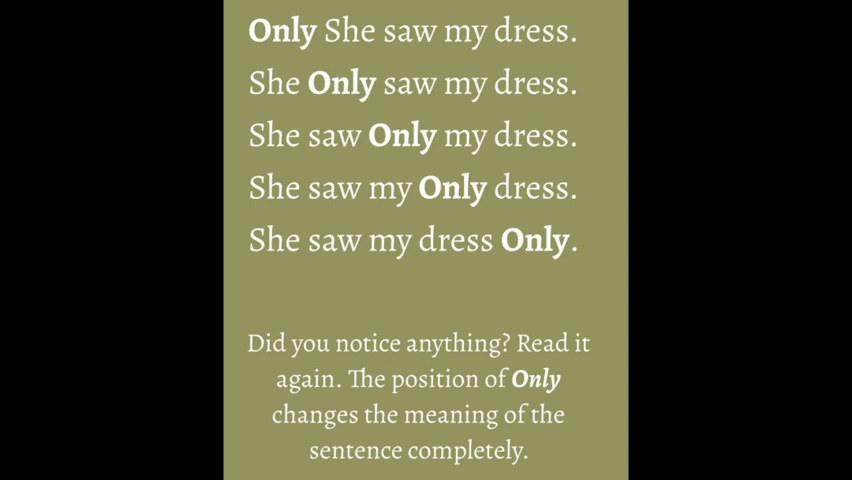 Only She saw my dress.
She Only saw my dress.
She saw Only my dress.
She saw my Only dress.
She saw my dress Only.
Did you notice anything? Read it
again. The position of Only
changes the meaning of the
sentence completely.